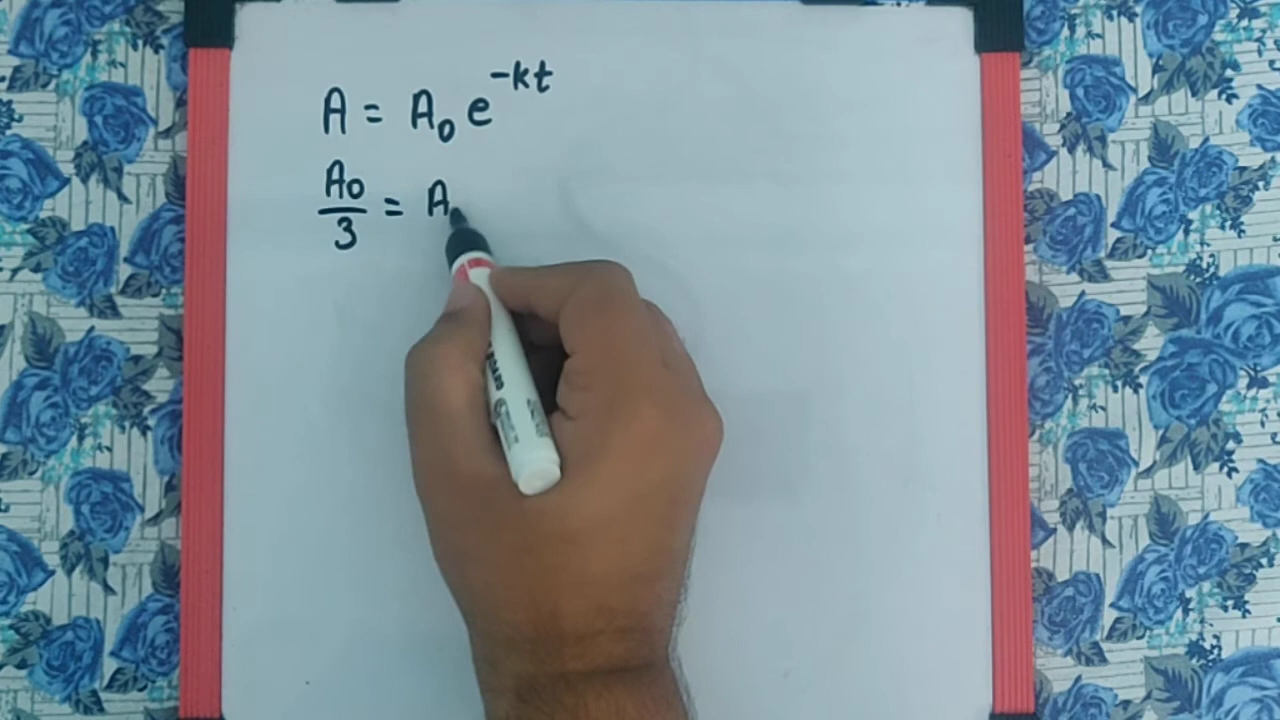 A = A₀ e^{-kt}
A₀/3 = A